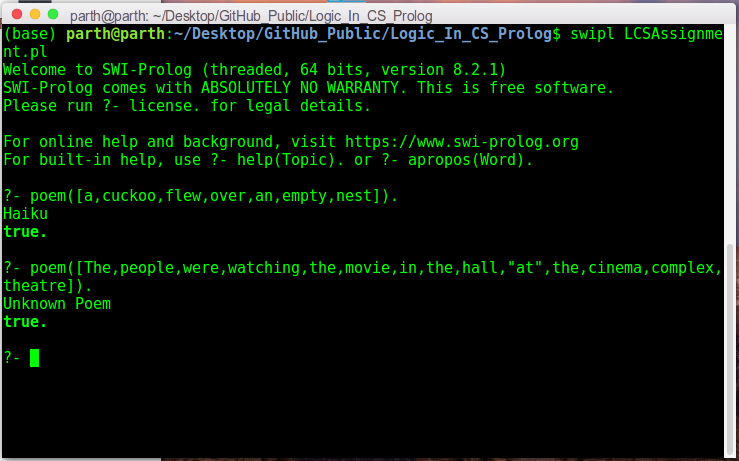 parth@parth: ~/Desktop/GitHub_Public/Logic_In_CS_Prolog
(base) parth@parth:~/Desktop/GitHub_Public/Logic_In_CS_Prolog$ swipl LCSAssignme
nt.pl
Welcome to SWI-Prolog (threaded, 64 bits, version 8.2.1)
SWI-Prolog comes with ABSOLUTELY NO WARRANTY. This is free software.
Please run ?- license. for legal details.
For online help and background, visit https://www.swi-prolog.org
For built-in help, use ?- help(Topic). or ?- apropos(Word).
?- poem([a,cuckoo,flew,over,an,empty,nest]).
Haiku
true.
?- poem([The,people,were,watching,the,movie,in,the,hall,"at",the,cinema,complex,
theatre]).
Unknown Poem
true.
?-